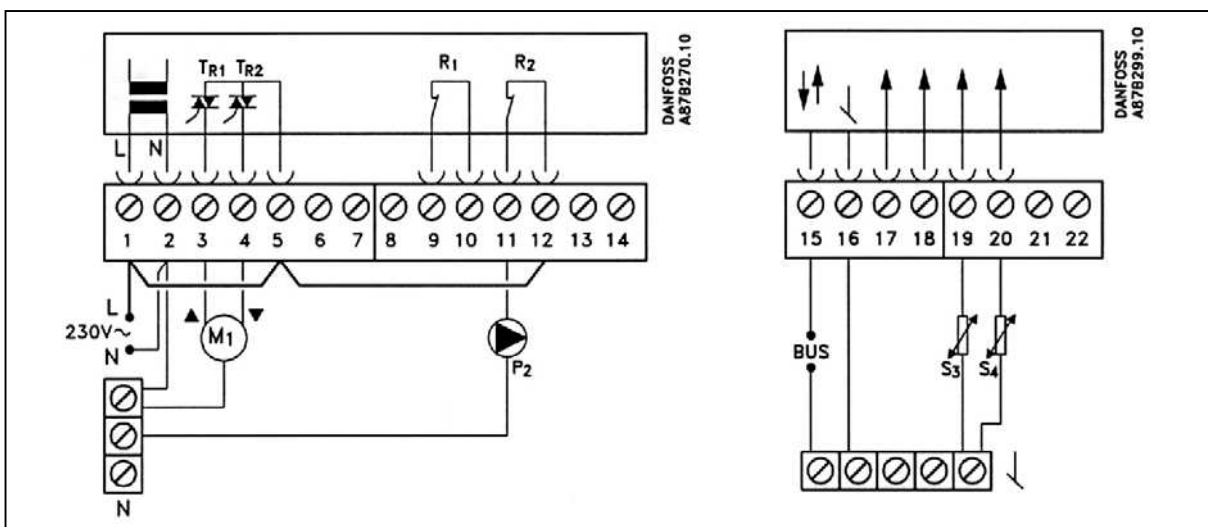 TR1 TR2 R1 R2
L N
DANFOSS
A87B270.10
1 2 3 4 5 6 7 8 9 10 11 12 13 14
L
230V~
N
M1
P2
N
DANFOSS
A87B299.10
15 16 17 18 19 20 21 22
BUS
S3 S4